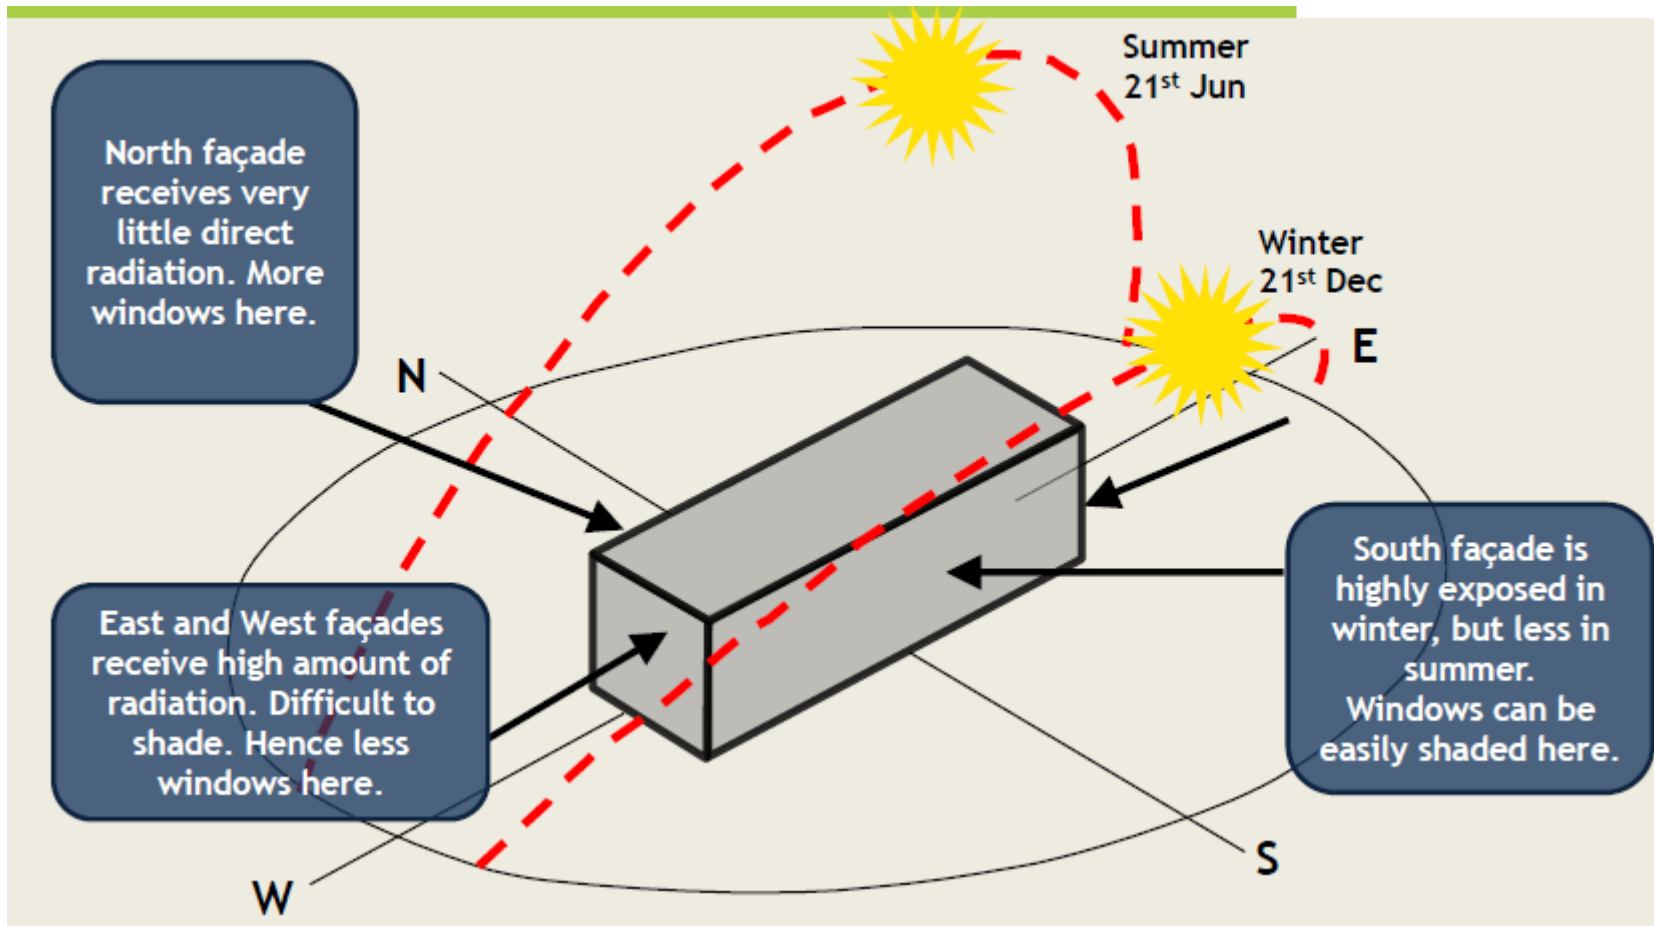 Summer
21st Jun
North façade
receives very
little direct
radiation. More
windows here.
Winter
21st Dec
E
N
South façade is
highly exposed in
winter, but less in
summer.
Windows can be
easily shaded here.
East and West façades
receive high amount of
radiation. Difficult to
shade. Hence less
windows here.
S
W